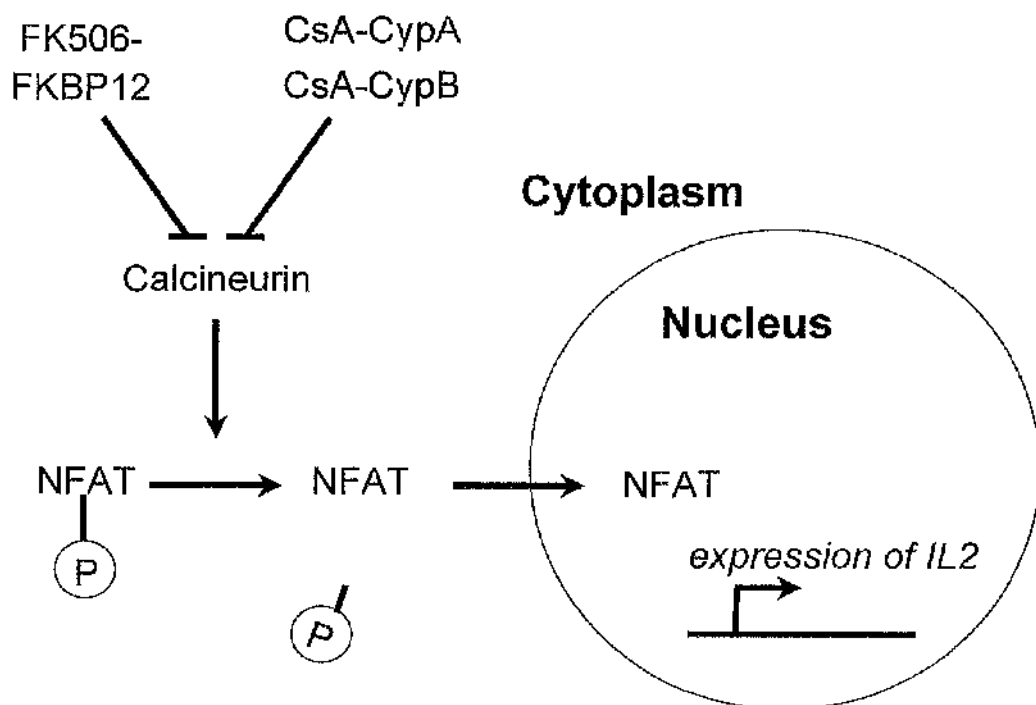 FK506-
FKBP12
CsA-CypA
CsA-CypB
Cytoplasm
Calcineurin
Nucleus
NFAT
NFAT
NFAT
P
P
expression of IL2